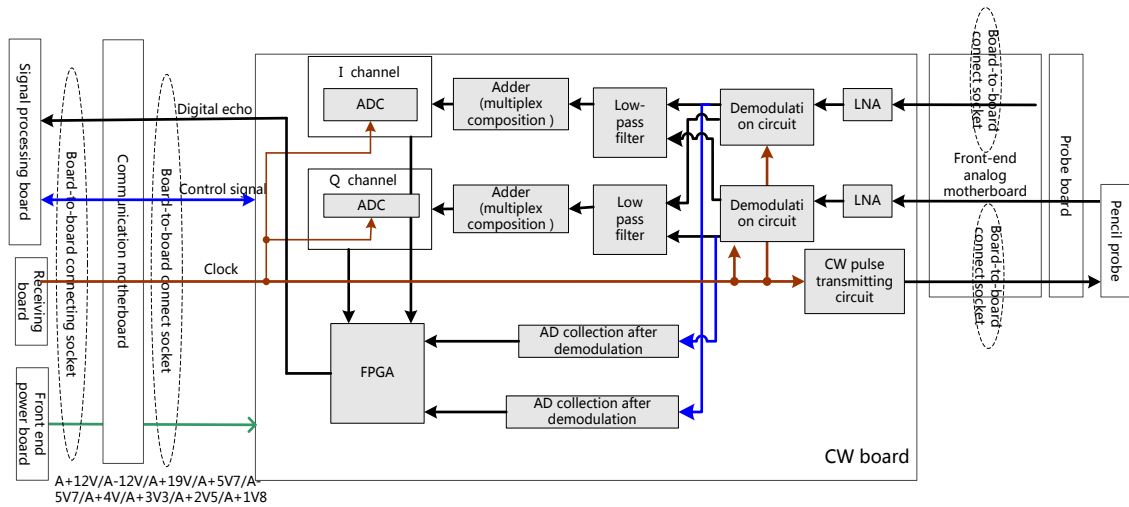 Signal processing board
Receiving
board
Front end
power board
Board-to-board connecting socket
Communication motherboard
Board-to-board connect socket
Digital echo
Control signal
Clock
A+12V/A-12V/A+19V/A+5V7/A-
5V7/A+4V/A+3V3/A+2V5/A+1V8
I channel
ADC
Q channel
ADC
Adder
(multiplex
composition )
Adder
(multiplex
composition )
Low-
pass
filter
Low
pass
filter
Demodulati
on circuit
Demodulati
on circuit
LNA
LNA
CW pulse
transmitting
circuit
FPGA
AD collection after
demodulation
AD collection after
demodulation
CW board
Board-to-board
connect socket
Front-end
analog
motherboard
Board-to-board
connect socket
Probe board
Pencil probe